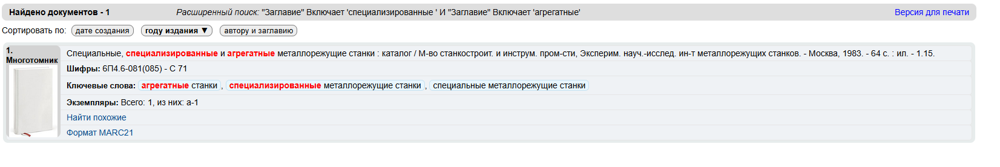 Найдено документов - 1 Расширенный поиск: "Заглавие" Включает 'специализированные ' И "Заглавие" Включает 'агрегатные' Версия для печати
Сортировать по: дате создания году издания ▼ автору и заглавию
1.
Многотомник
Специальные, специализированные и агрегатные металлорежущие станки : каталог / М-во станкостроит. и инструм. пром-сти, Эксперим. науч.-исслед. ин-т металлорежущих станков. - Москва, 1983. - 64 с. : ил. - 1.15.
Шифры: 6П4.6-081(085) - С 71
Ключевые слова: агрегатные станки, специализированные металлорежущие станки, специальные металлорежущие станки
Экземпляры: Всего: 1, из них: а-1
Найти похожие
Формат MARC21